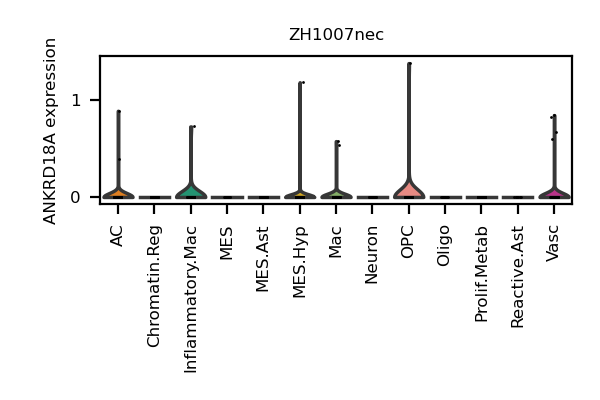 ZH1007nec
ANKRD18A expression
1
0
AC
Chromatin.Reg
Inflammatory.Mac
MES
MES.Ast
MES.Hyp
Mac
Neuron
OPC
Oligo
Prolif.Metab
Reactive.Ast
Vasc